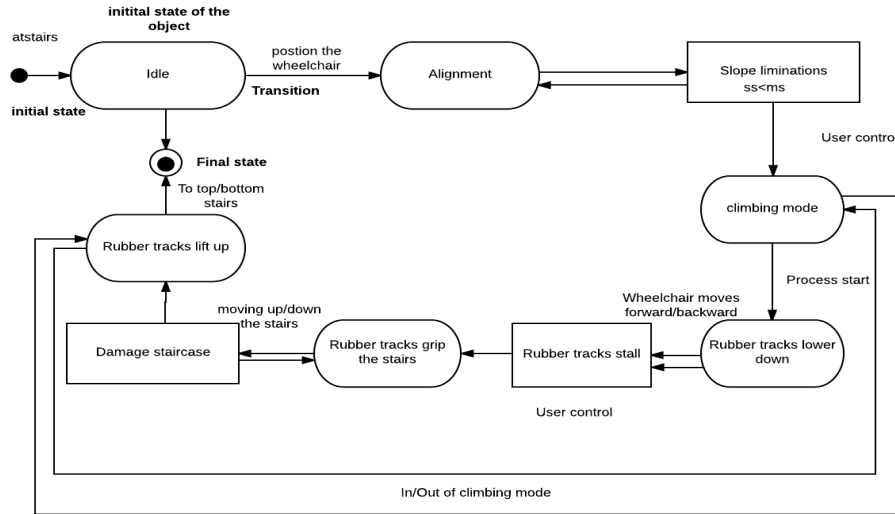 initital state of the
object
atstairs
Idle
postion the
wheelchair
Transition
Alignment
Slope liminations
ss<ms
initial state
Final state
User control
To top/bottom
stairs
climbing mode
Rubber tracks lift up
Process start
moving up/down
the stairs
Wheelchair moves
forward/backward
Damage staircase
Rubber tracks grip
the stairs
Rubber tracks stall
Rubber tracks lower
down
User control
In/Out of climbing mode